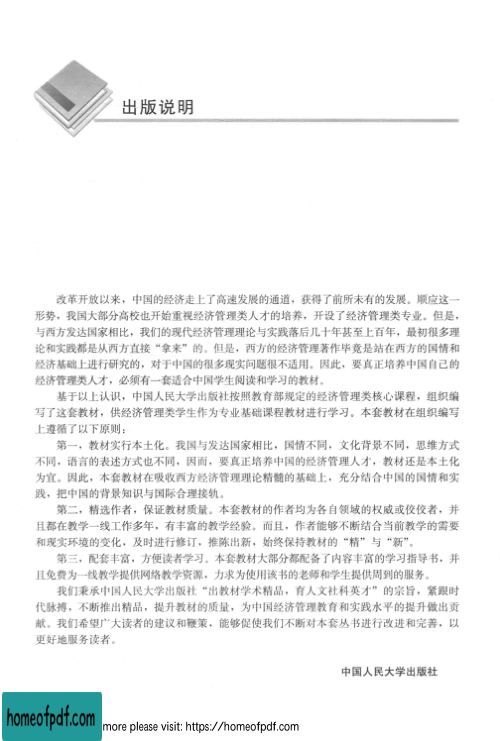 出版说明
改革开放以来，中国的经济走上了高速发展的通道，获得了前所未有的发展。顺应这一
形势，我国大部分高校也开始重视经济管理类人才的培养，开设了经济管理类专业。但是，
与西方发达国家相比，我们的现代经济管理理论与实践落后几十年甚至上百年，最初很多理
论和实践都是从西方直接“拿来”的。但是，西方的经济管理著作毕竟是站在西方的国情和
经济基础上进行研究的，对于中国的很多现实问题很不适用。因此，要真正培养中国自己的
经济管理类人才，必须有一套适合中国学生阅读和学习的教材。
基于以上认识，中国人民大学出版社按照教育部规定的经济管理类核心课程，组织编
写了这套教材，供经济管理类学生作为专业基础课程教材进行学习。本套教材在组织编写
上遵循了以下原则：
第一，教材实行本土化。我国与发达国家相比，国情不同，文化背景不同，思维方式
不同，语言的表述方式也不同，因而，要真正培养中国的经济管理人才，教材还是本土化
为宜。因此，本套教材在吸收西方经济管理理论精髓的基础上，充分结合中国的国情和实
践，把中国的背景知识与国际合理接轨。
第二，精选作者，保证教材质量。本套教材的作者均为各自领域的权威或佼佼者，并
且都在教学一线工作多年，有丰富的教学经验。而且，作者能够不断结合当前教学的需要
和现实环境的变化，及时进行修订，推陈出新，始终保持教材的“精”与“新”。
第三，配套丰富，方便读者学习。本套教材大部分都配备了内容丰富的学习指导书，并
且免费为一线教学提供网络教学资源，力求为使用该书的老师和学生提供周到的服务。
我们秉承中国人民大学出版社“出教材学术精品，育人文社科英才”的宗旨，紧跟时
代脉搏，不断推出精品，提升教材的质量，为中国经济管理教育和实践水平的提升做出贡
献。我们希望广大读者的建议和鞭策，能够促使我们不断对本套丛书进行改进和完善，以
更好地服务读者。
中国人民大学出版社
homeofpdf.com
more please visit: https://homeofpdf.com